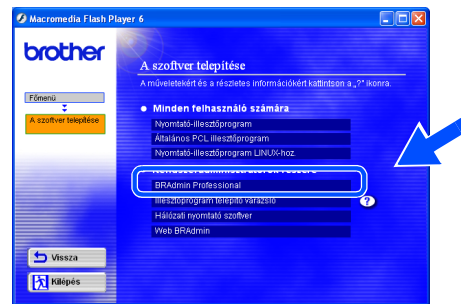 Macromedia Flash Player 6
brother
A szoftver telepítése
A műveletekért és a részletes információkért kattintson a „?” ikonra.
Főmenü
A szoftver telepítése
Minden felhasználó számára
Nyomtató-illesztőprogram
Általános PCL illesztőprogram
Nyomtató-illesztőprogram LINUX-hoz
Rendszeradminisztrátorok részére
BRAdmin Professional
Illesztőprogram telepítő varázsló
?
Hálózati nyomtató szoftver
Web BRAdmin
Vissza
Kilépés